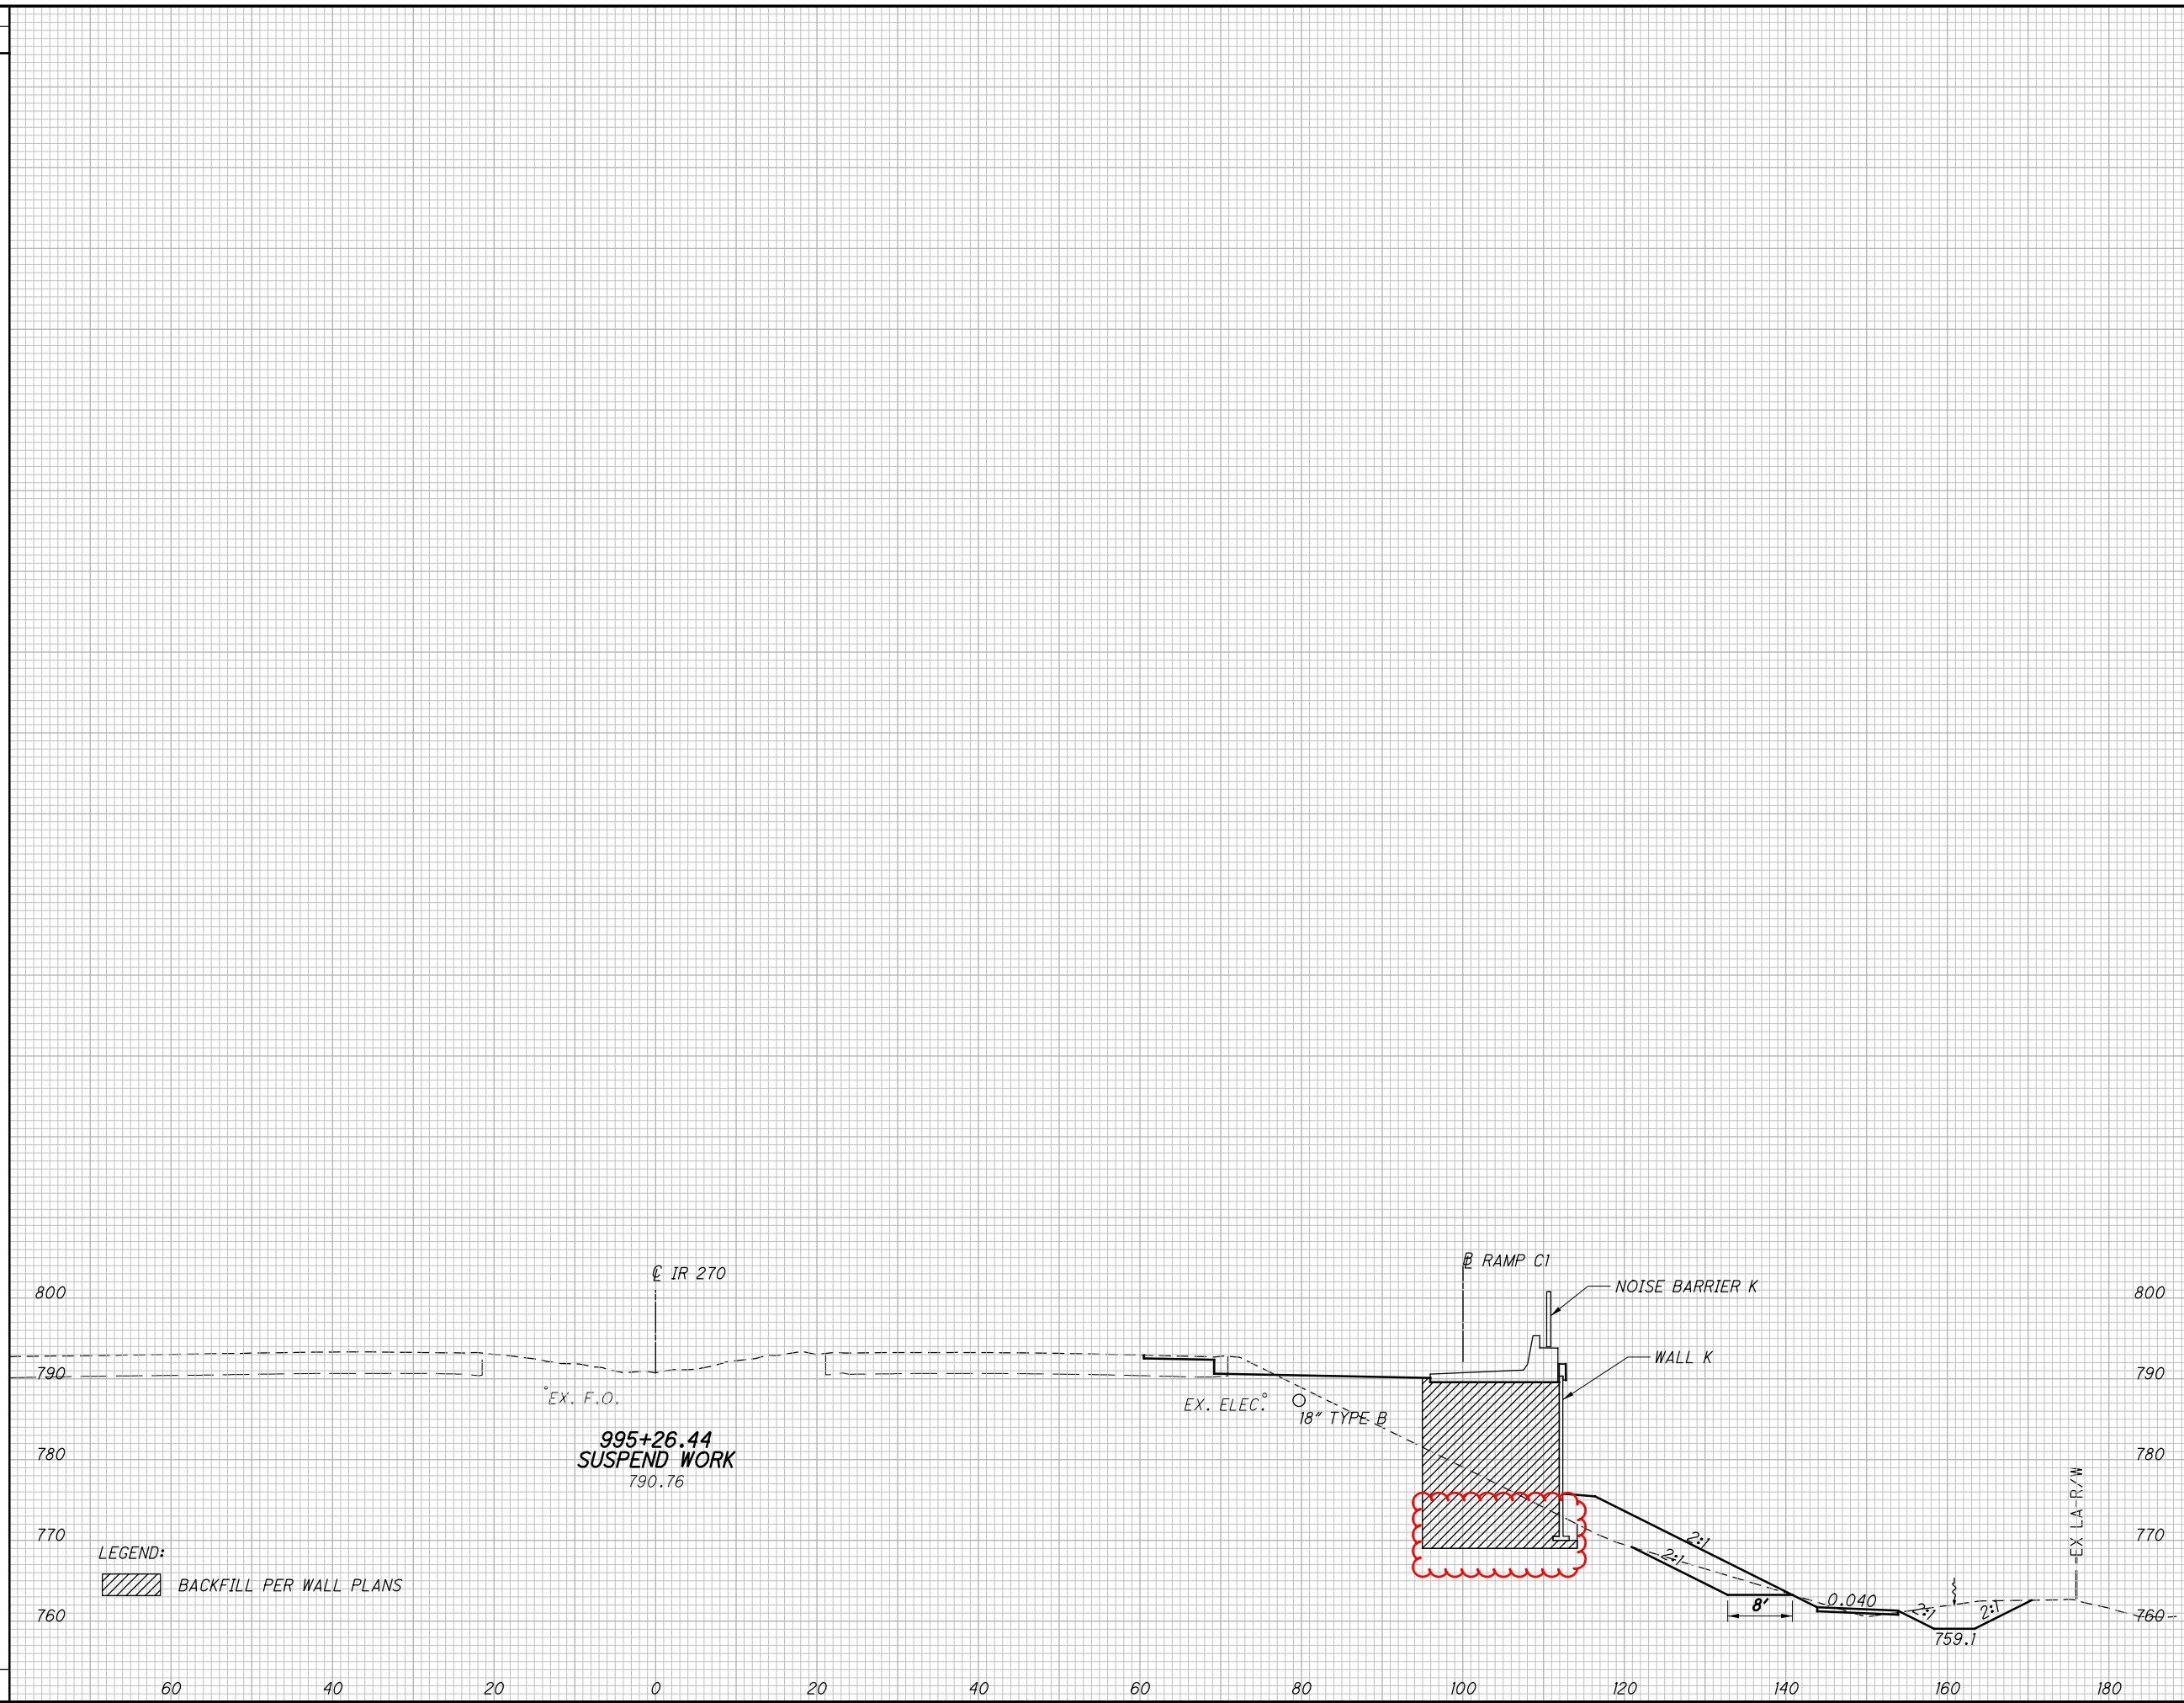 ℄ IR 270
⅊ RAMP C1
NOISE BARRIER K
800
800
WALL K
790
790
EX. F.O.
EX. ELEC.
18" TYPE B
995+26.44
SUSPEND WORK
790.76
780
780
770
770
EX LA-R/W
LEGEND:
BACKFILL PER WALL PLANS
2:1
2:1
8'
0.040
2:1
2:1
760
760
759.1
60 40 20 0 20 40 60 80 100 120 140 160 180